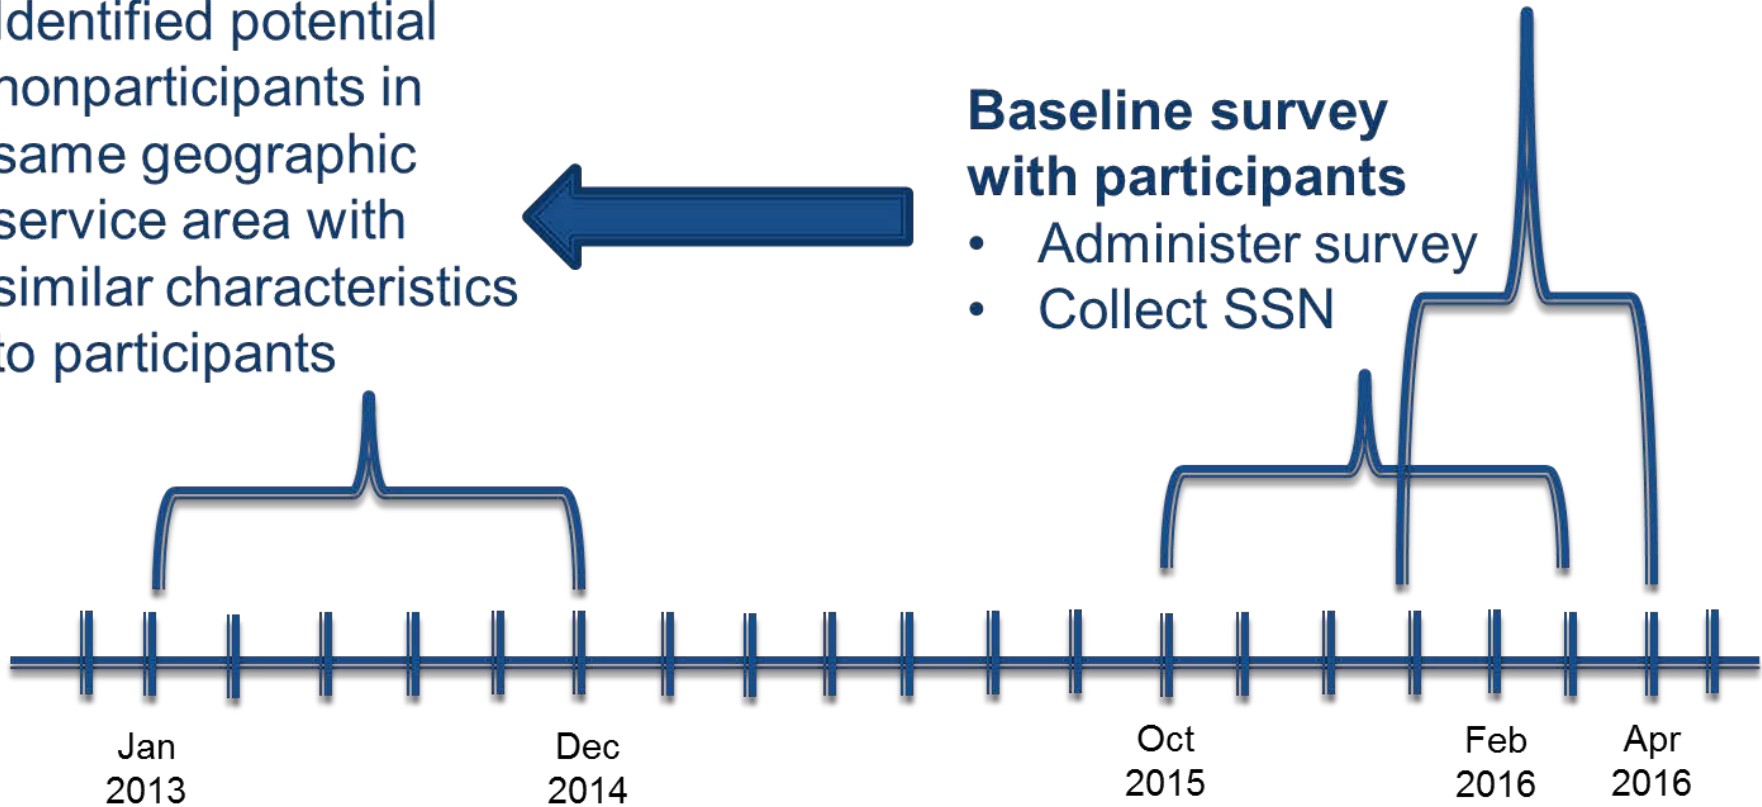 Identified potential
nonparticipants in
same geographic
service area with
similar characteristics
to participants
Baseline survey
with participants
• Administer survey
• Collect SSN
Jan
2013
Dec
2014
Oct
2015
Feb
2016
Apr
2016